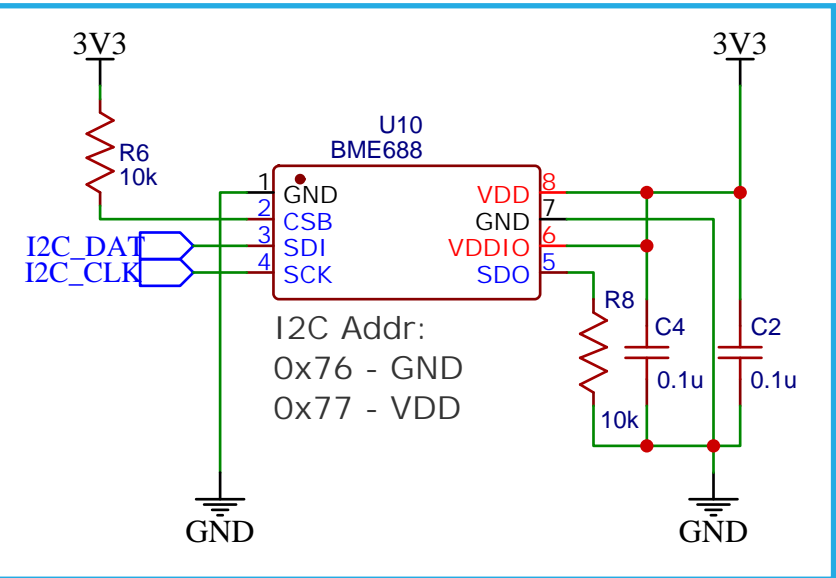 3V3
3V3
R6
10k
U10
BME688
1
GND
2
CSB
3
SDI
4
SCK
VDD
8
GND
7
VDDIO
6
SDO
5
I2C_DAT
I2C_CLK
I2C Addr:
0x76 - GND
0x77 - VDD
R8
10k
C4
0.1u
C2
0.1u
GND
GND